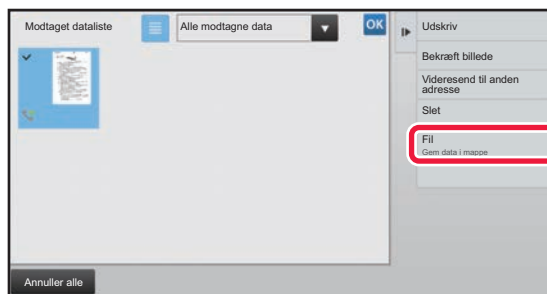 Modtaget dataliste
Alle modtagne data
OK
Udskriv
Bekræft billede
Videresend til anden
adresse
Slet
Fil
Gem data i mappe
Annuller alle